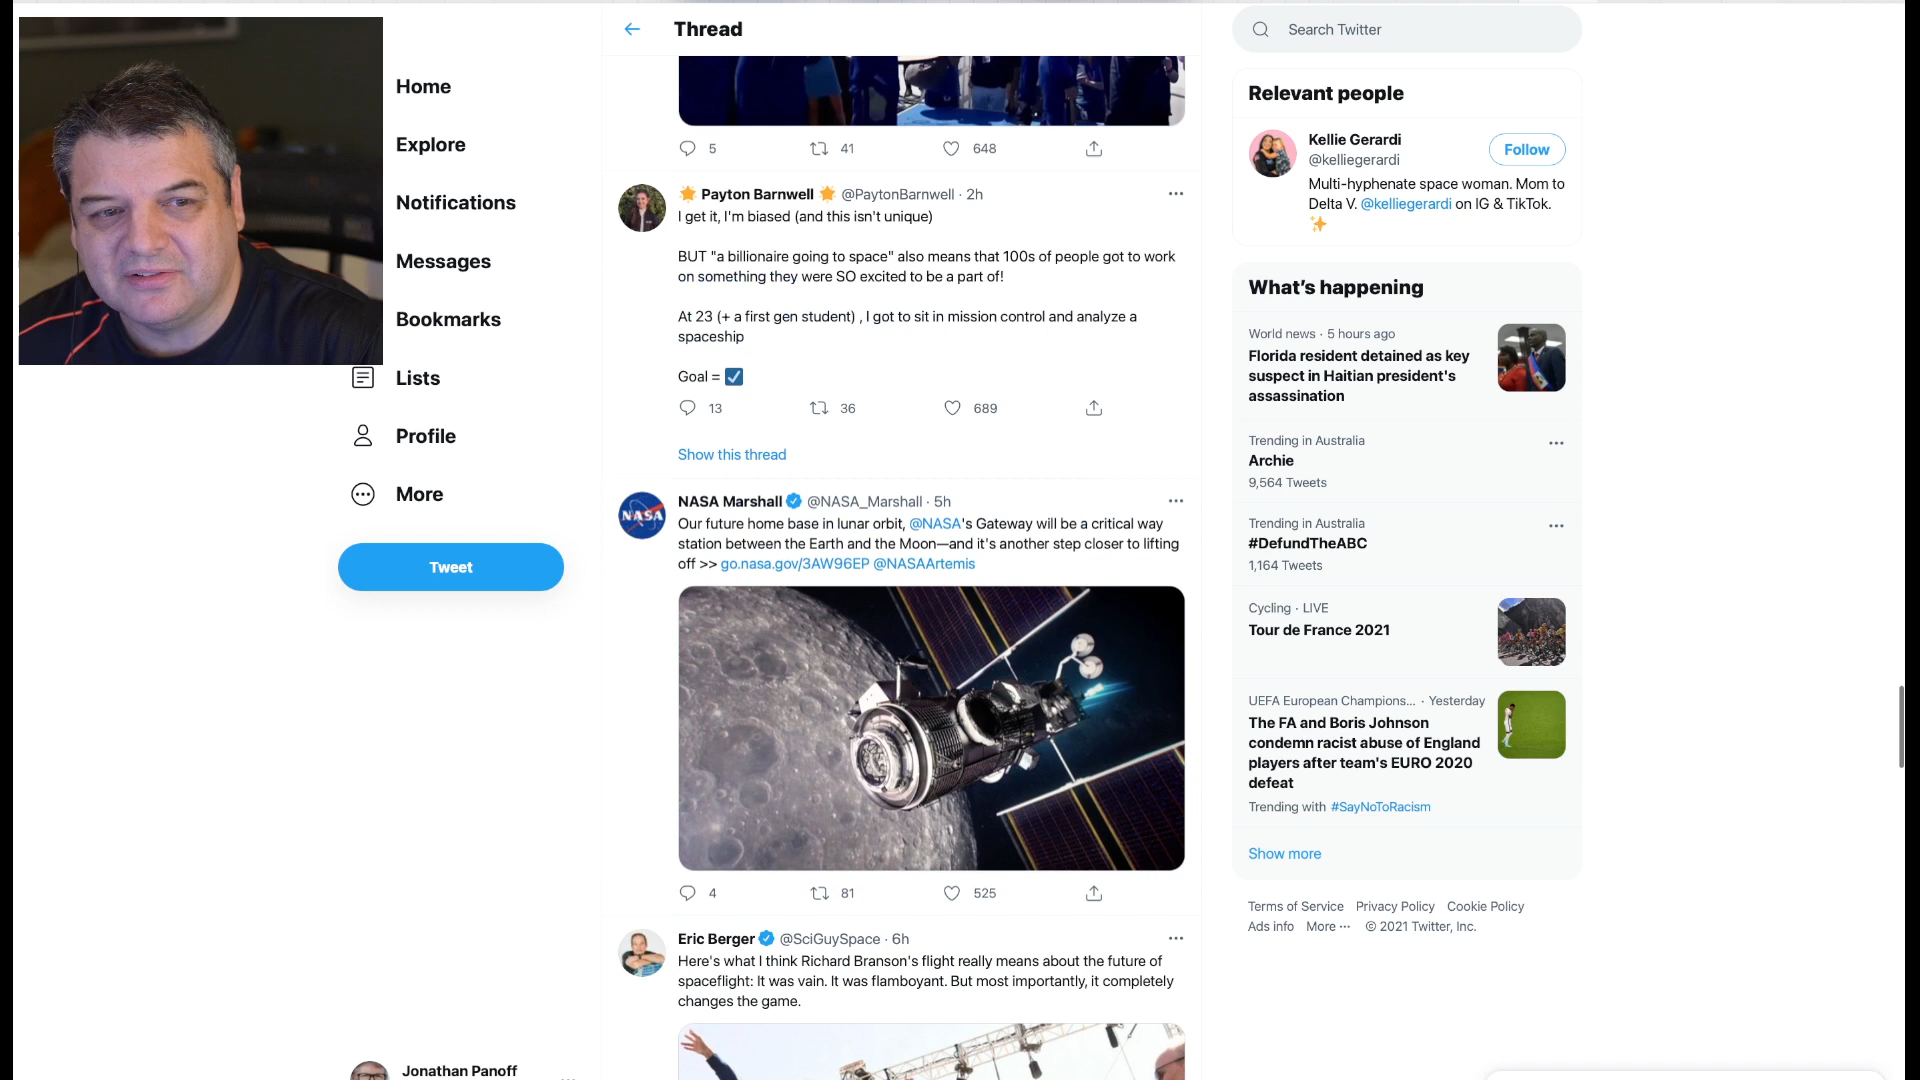 Home
Explore
Notifications
Messages
Bookmarks
Lists
Profile
More
Tweet
Jonathan Panoff
Thread
5 41 648
Payton Barnwell @PaytonBarnwell · 2h
I get it, I'm biased (and this isn't unique)
BUT "a billionaire going to space" also means that 100s of people got to work
on something they were SO excited to be a part of!
At 23 (+ a first gen student) , I got to sit in mission control and analyze a
spaceship
Goal = ☑
13 36 689
Show this thread
NASA Marshall @NASA_Marshall · 5h
NASA
Our future home base in lunar orbit, @NASA's Gateway will be a critical way
station between the Earth and the Moon—and it's another step closer to lifting
off >> go.nasa.gov/3AW96EP @NASAArtemis
4 81 525
Eric Berger @SciGuySpace · 6h
Here's what I think Richard Branson's flight really means about the future of
spaceflight: It was vain. It was flamboyant. But most importantly, it completely
changes the game.
Search Twitter
Relevant people
Kellie Gerardi
@kelliegerardi
Follow
Multi-hyphenate space woman. Mom to
Delta V. @kelliegerardi on IG & TikTok.
What's happening
World news · 5 hours ago
Florida resident detained as key
suspect in Haitian president's
assassination
Trending in Australia
Archie
9,564 Tweets
Trending in Australia
#DefundTheABC
1,164 Tweets
Cycling · LIVE
Tour de France 2021
UEFA European Champions... · Yesterday
The FA and Boris Johnson
condemn racist abuse of England
players after team's EURO 2020
defeat
Trending with #SayNoToRacism
Show more
Terms of Service Privacy Policy Cookie Policy
Ads info More ··· © 2021 Twitter, Inc.